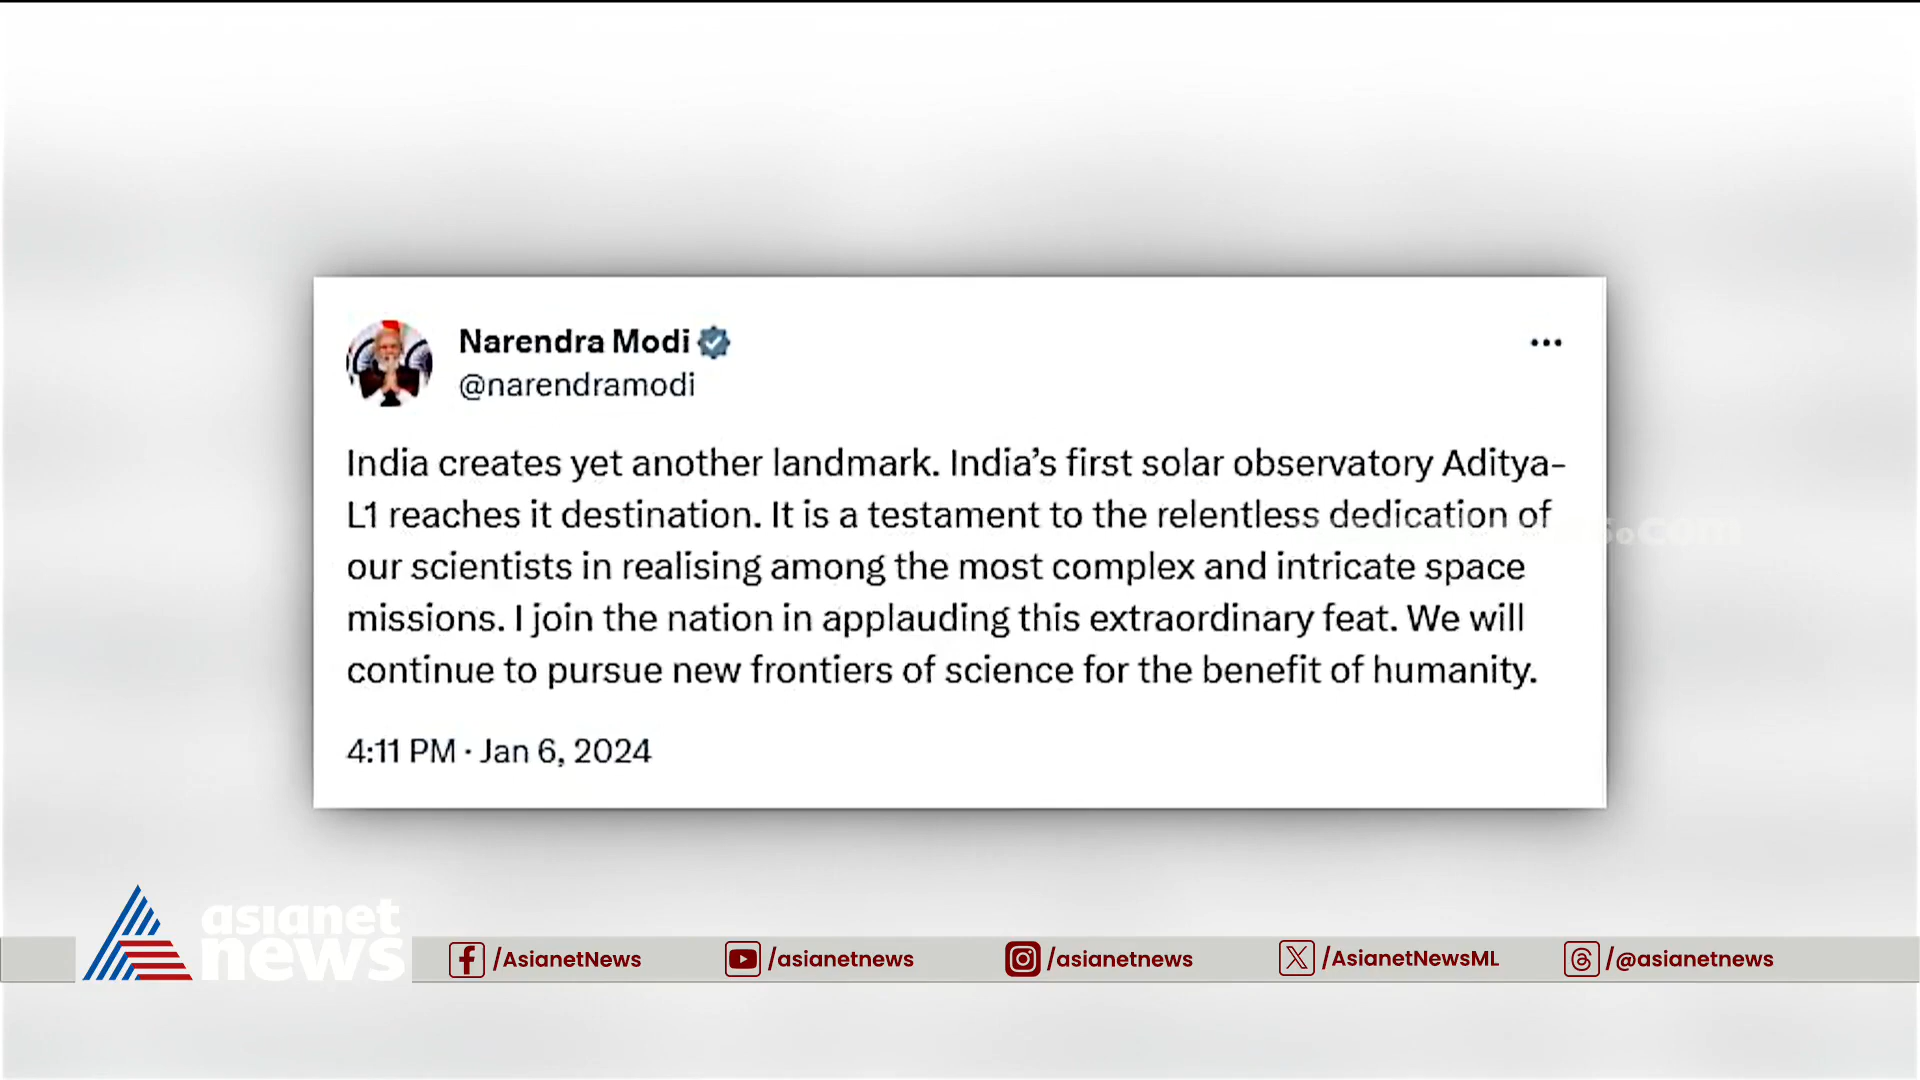 Narendra Modi
@narendramodi
India creates yet another landmark. India's first solar observatory Aditya-
L1 reaches it destination. It is a testament to the relentless dedication of
our scientists in realising among the most complex and intricate space
missions. I join the nation in applauding this extraordinary feat. We will
continue to pursue new frontiers of science for the benefit of humanity.
4:11 PM · Jan 6, 2024
asianet
news
/AsianetNews
/asianetnews
/asianetnews
/AsianetNewsML
/@asianetnews